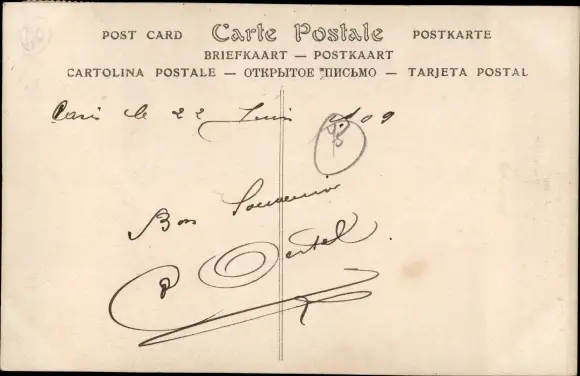 POST CARD Carte Postale POSTKARTE
BRIEFKAART — POSTKAART
CARTOLINA POSTALE — ОТКРЫТОЕ ПИСЬМО — TARJETA POSTAL
Paris le 22 Juin 1909
Bon Souvenir
P Oertel